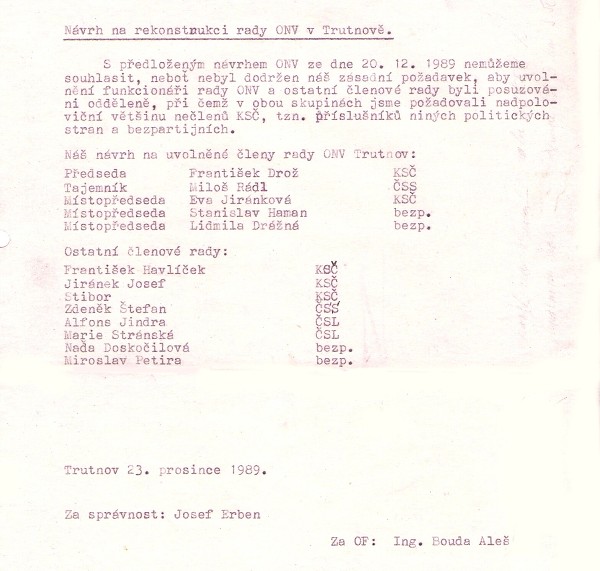 Návrh na rekonstrukci rady ONV v Trutnově.
S předloženým návrhem ONV ze dne 20. 12. 1989 nemůžeme
souhlasit, neboť nebyl dodržen náš zásadní požadavek, aby uvol-
nění funkcionáři rady ONV a ostatní členové rady byli posuzová-
ni odděleně, při čemž v obou skupinách jsme požadovali nadpolo-
viční většinu nečlenů KSČ, tzn. příslušníků niných politických
stran a bezpartijních.
Náš návrh na uvolněné členy rady ONV Trutnov:
Předseda František Drož KSČ
Tajemník Miloš Rádl ČSS
Místopředseda Eva Jiránková KSČ
Místopředseda Stanislav Haman bezp.
Místopředseda Lidmila Drážná bezp.
Ostatní členové rady:
František Havlíček KSČ
Jiránek Josef KSČ
Stibor KSČ
Zdeněk Štefan ČSS
Alfons Jindra ČSL
Marie Stránská ČSL
Naďa Doskočilová bezp.
Miroslav Petira bezp.
Trutnov 23. prosince 1989.
Za správnost: Josef Erben
Za OF: Ing. Bouda Aleš